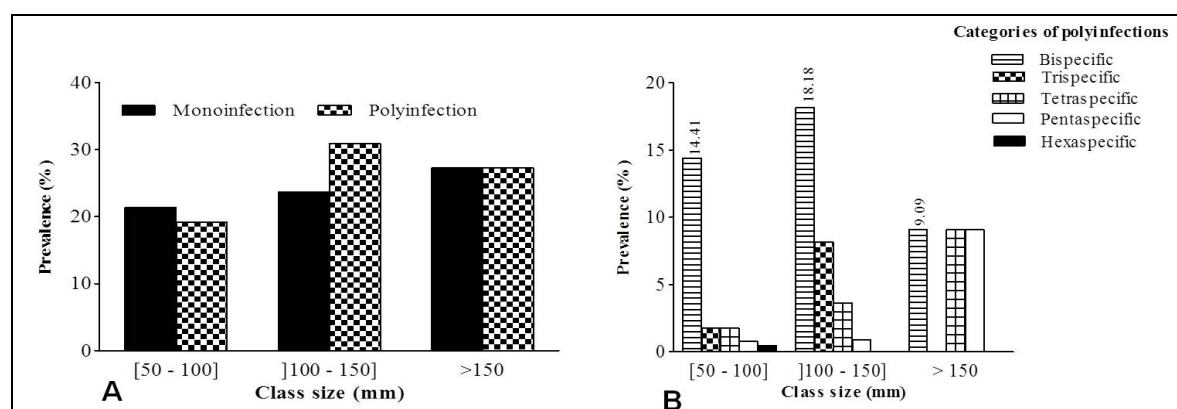 Categories of polyinfections
Bispecific
Trispecific
Tetraspecific
Pentaspecific
Hexaspecific
Monoinfection Polyinfection
Prevalence (%)
40
30
20
10
0
[50 - 100] ]100 - 150] >150
Class size (mm)
A
Prevalence (%)
20
15
10
5
0
14.41
18.18
9.09
[50 - 100] ]100 - 150] > 150
Class size (mm)
B